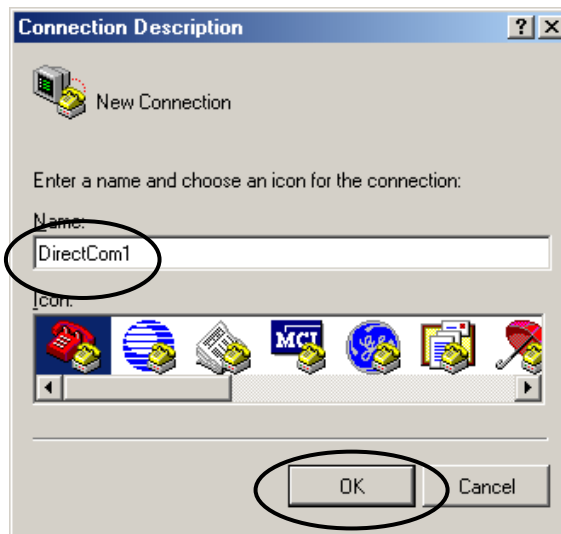 Connection Description
New Connection
Enter a name and choose an icon for the connection:
Name:
DirectCom1
Icon:
MCI
OK Cancel